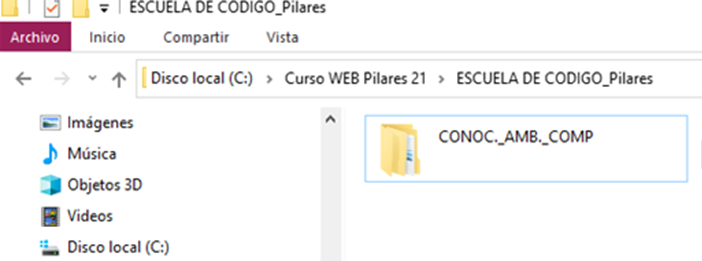 ESCUELA DE CODIGO_Pilares
Archivo Inicio Compartir Vista
Disco local (C:) > Curso WEB Pilares 21 > ESCUELA DE CODIGO_Pilares
Imágenes
CONOC._AMB._COMP
Música
Objetos 3D
Videos
Disco local (C:)